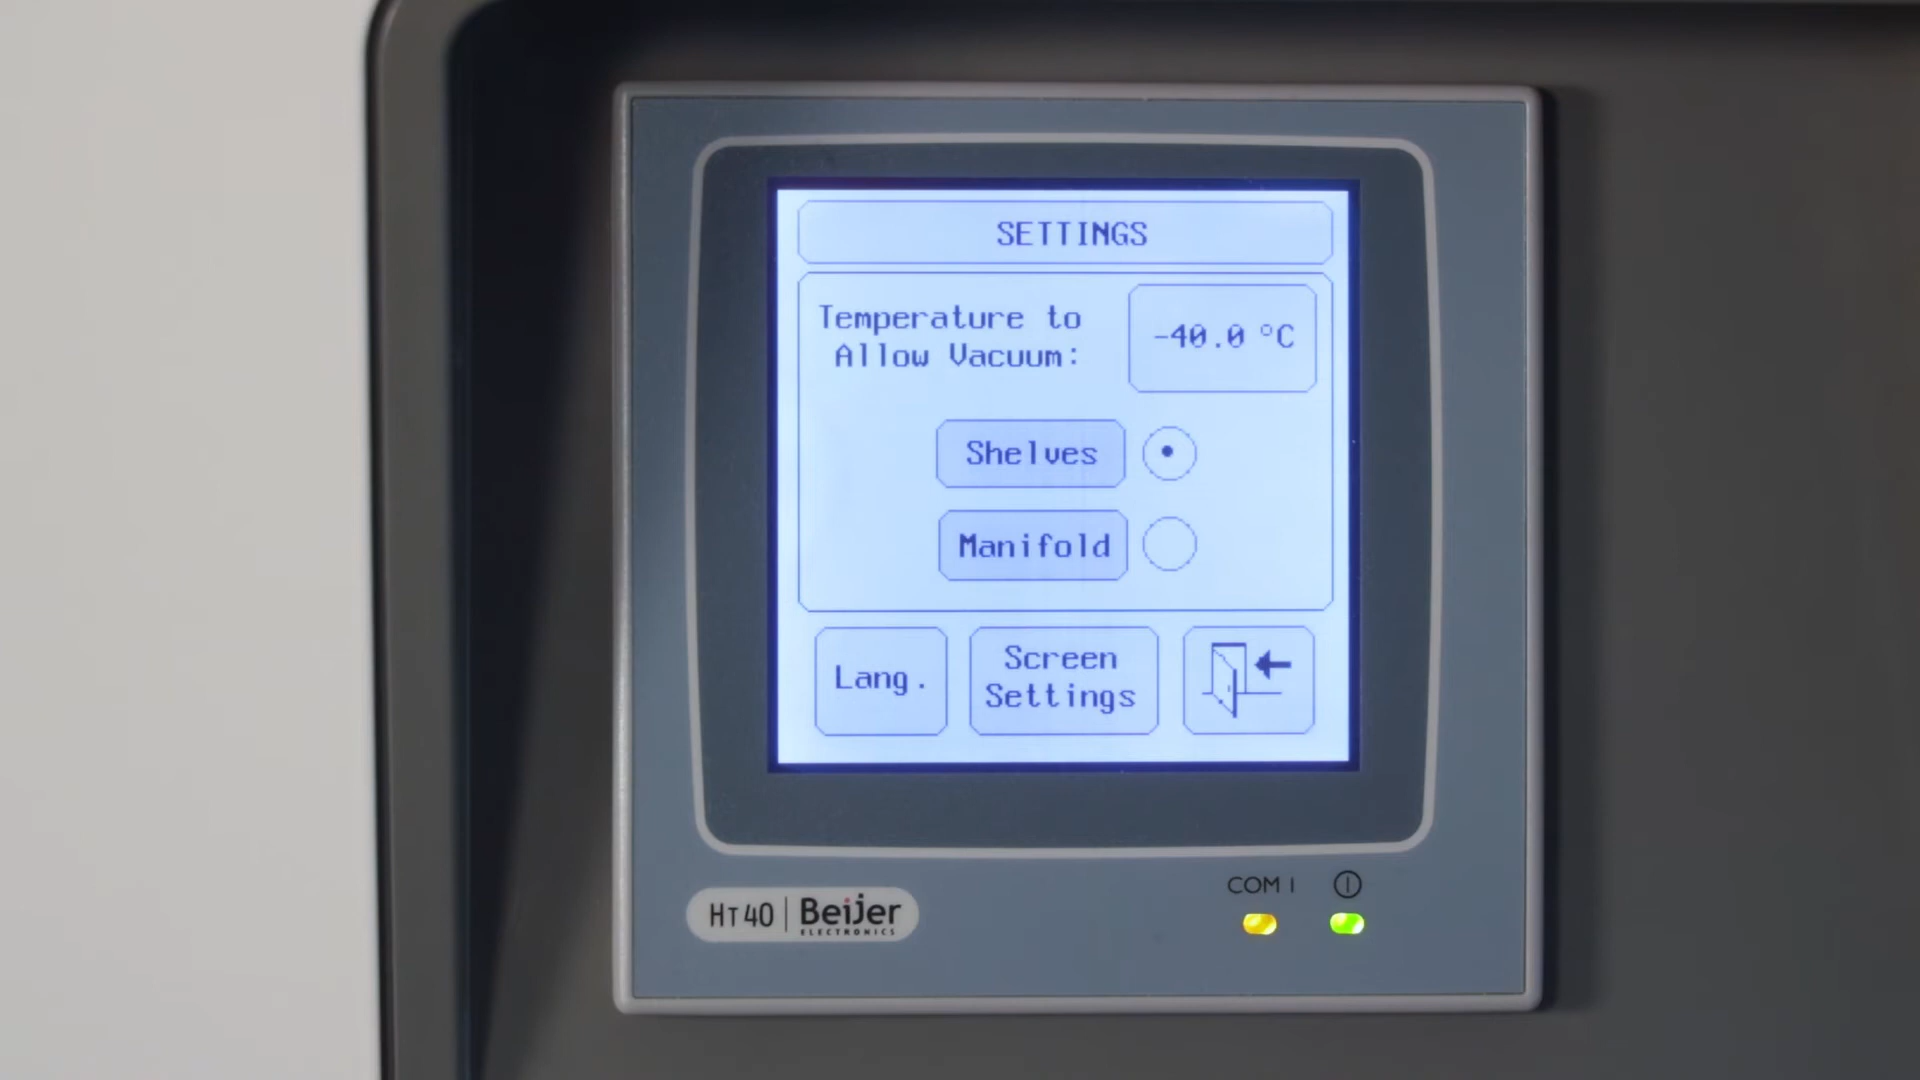 SETTINGS
Temperature to
Allow Vacuum:
-40.0 °C
Shelves
Manifold
Lang.
Screen
Settings
COM 1
HT40 | Beijer
ELECTRONICS